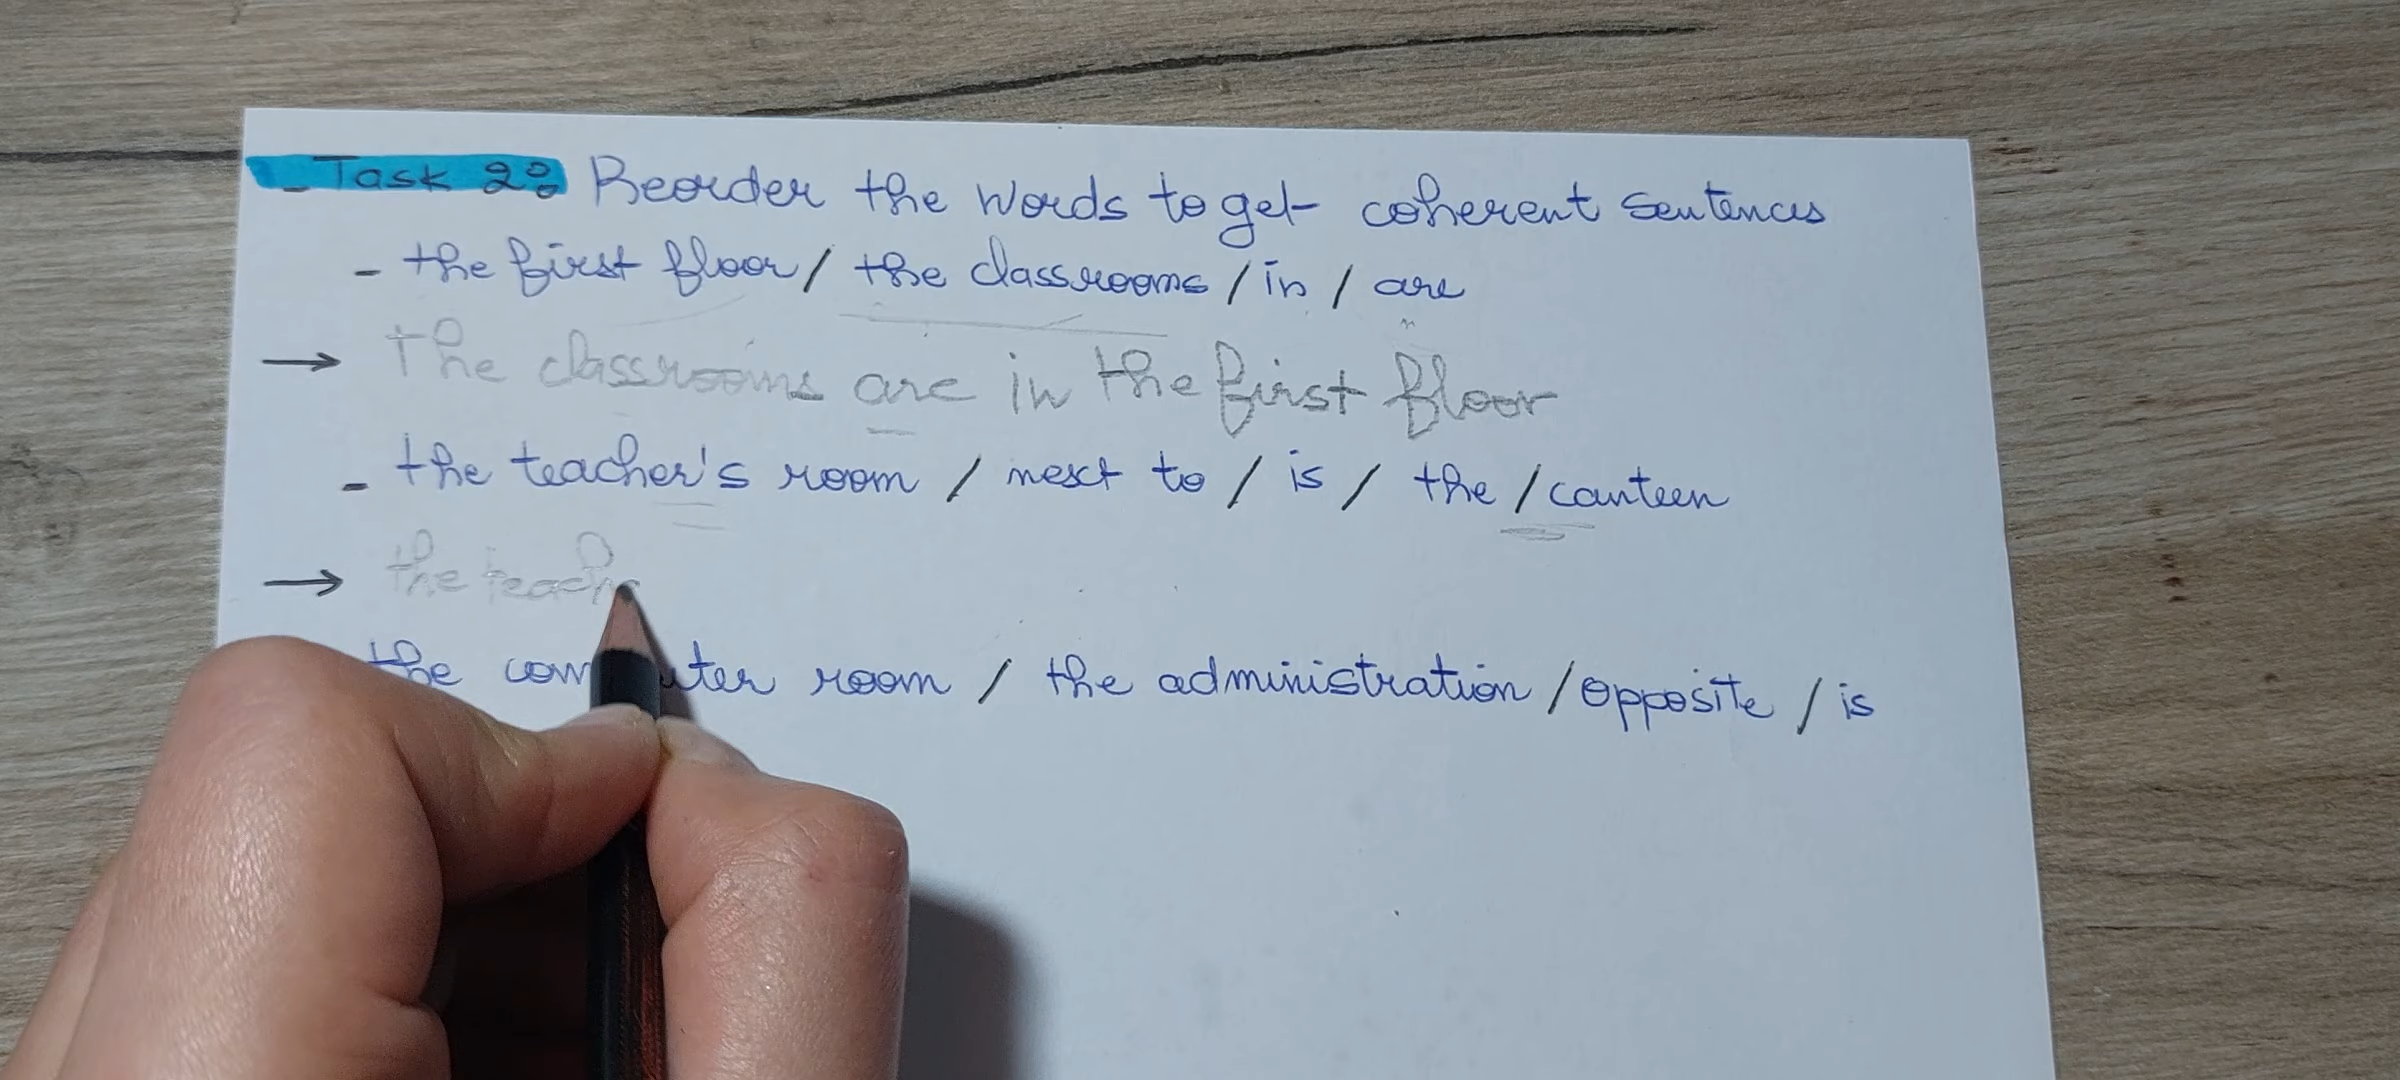 - Task 2: Reorder the words to get coherent sentences
- the first floor / the classrooms / in / are
→ The classrooms are in the first floor
- the teacher's room / next to / is / the / canteen
→ the teach
the room / the administration / opposite / is